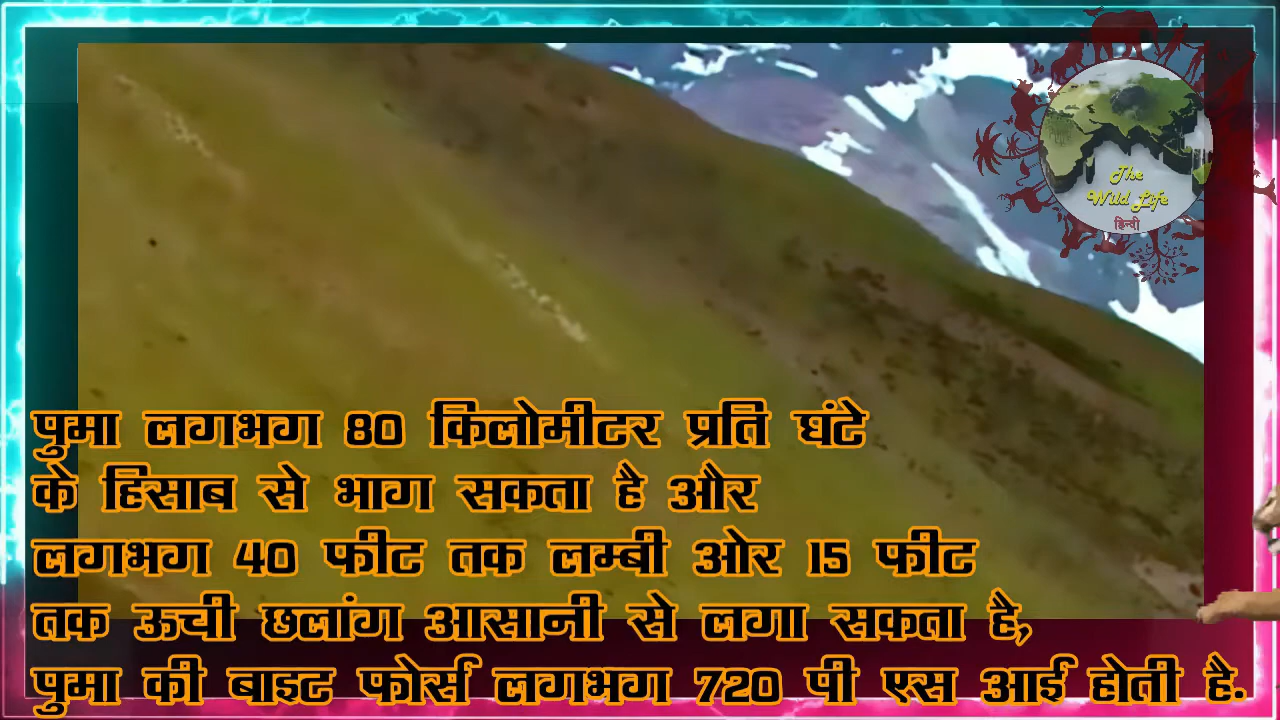 The
Wild Life
हिन्दी
पुमा लगभग 80 किलोमीटर प्रति घंटे
के हिसाब से भाग सकता है और
लगभग 40 फीट तक लम्बी ओर 15 फीट
तक ऊची छलांग आसानी से लगा सकता है,
पुमा की बाइट फोर्स लगभग 720 पी एस आई होती है.